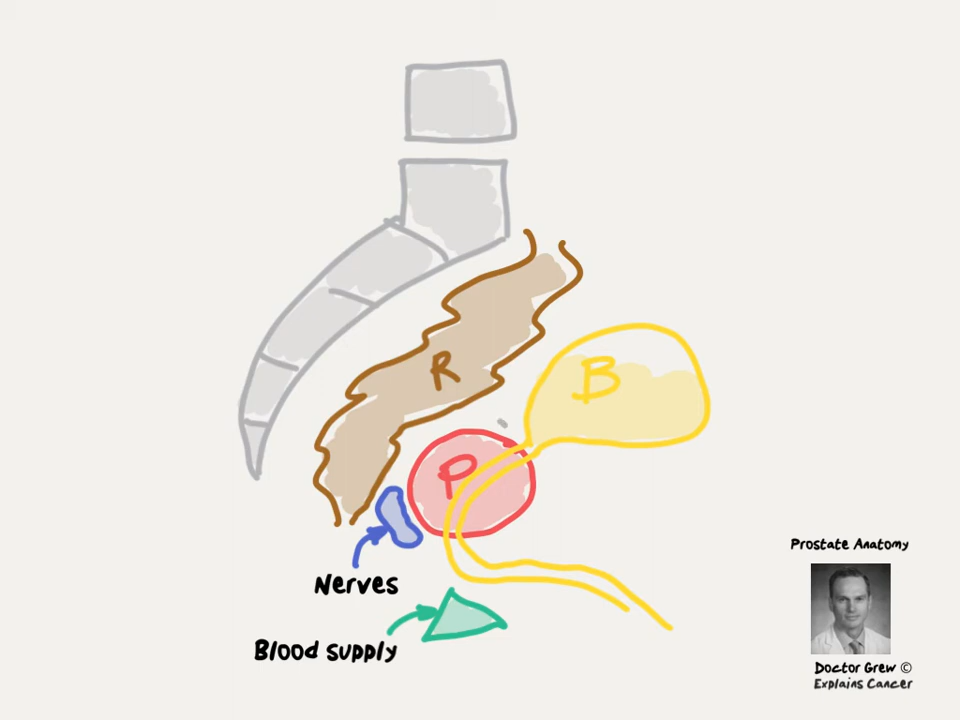 R
B
P
Nerves
Blood supply
Prostate Anatomy
Doctor Grew ©
Explains Cancer